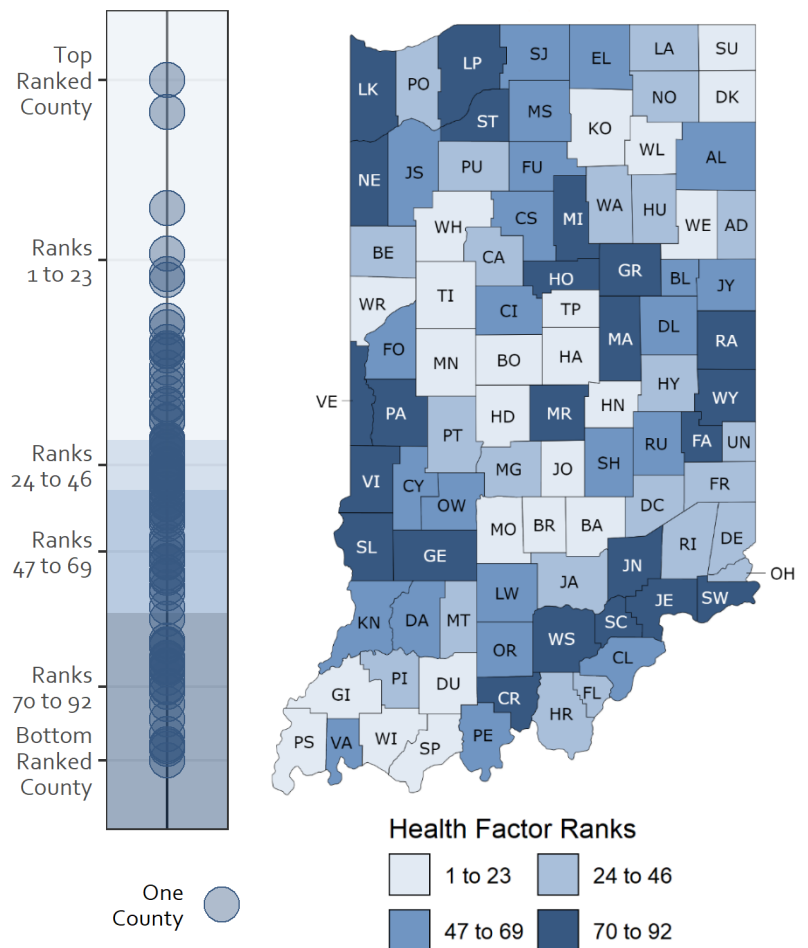 Top
Ranked
County
Ranks
1 to 23
Ranks
24 to 46
Ranks
47 to 69
Ranks
70 to 92
Bottom
Ranked
County
One
County
LK
PO
LP
SJ
EL
LA
SU
ST
MS
NO
DK
KO
NE
JS
PU
FU
WL
AL
WH
CS
MI
WA
HU
WE
AD
BE
CA
HO
GR
BL
JY
WR
TI
CI
TP
FO
MN
BO
HA
MA
DL
RA
VE
PA
HD
MR
HN
HY
WY
PT
SH
RU
FA
UN
VI
CY
OW
MG
JO
FR
MO
BR
BA
DC
SL
GE
RI
DE
JN
OH
KN
DA
MT
LW
JA
JE
SW
OR
WS
SC
CL
GI
PI
DU
CR
FL
PS
VA
WI
SP
PE
HR
Health Factor Ranks
1 to 23
24 to 46
47 to 69
70 to 92